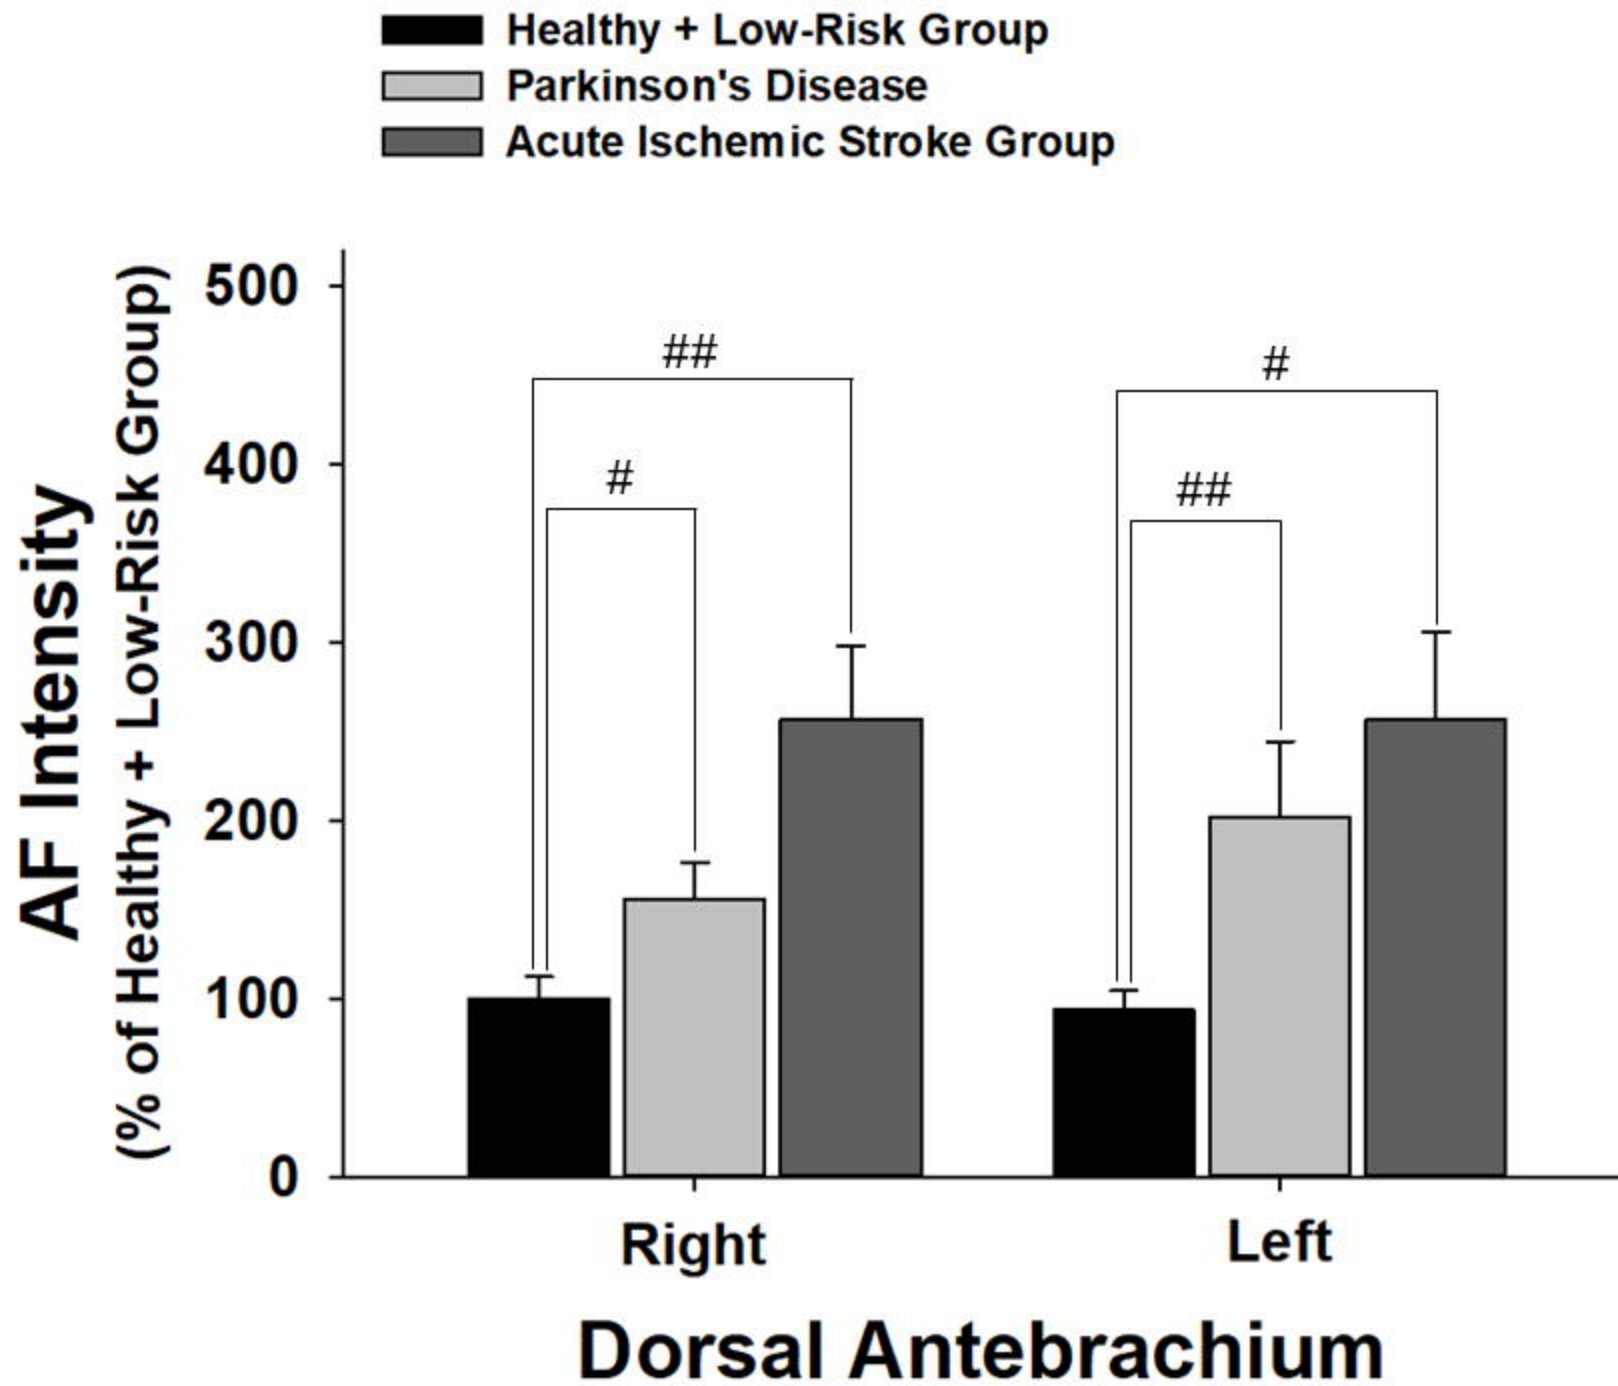 Healthy + Low-Risk Group
Parkinson's Disease
Acute Ischemic Stroke Group
AF Intensity
(% of Healthy + Low-Risk Group)
500
400
300
200
100
0
##
#
#
##
Right
Left
Dorsal Antebrachium